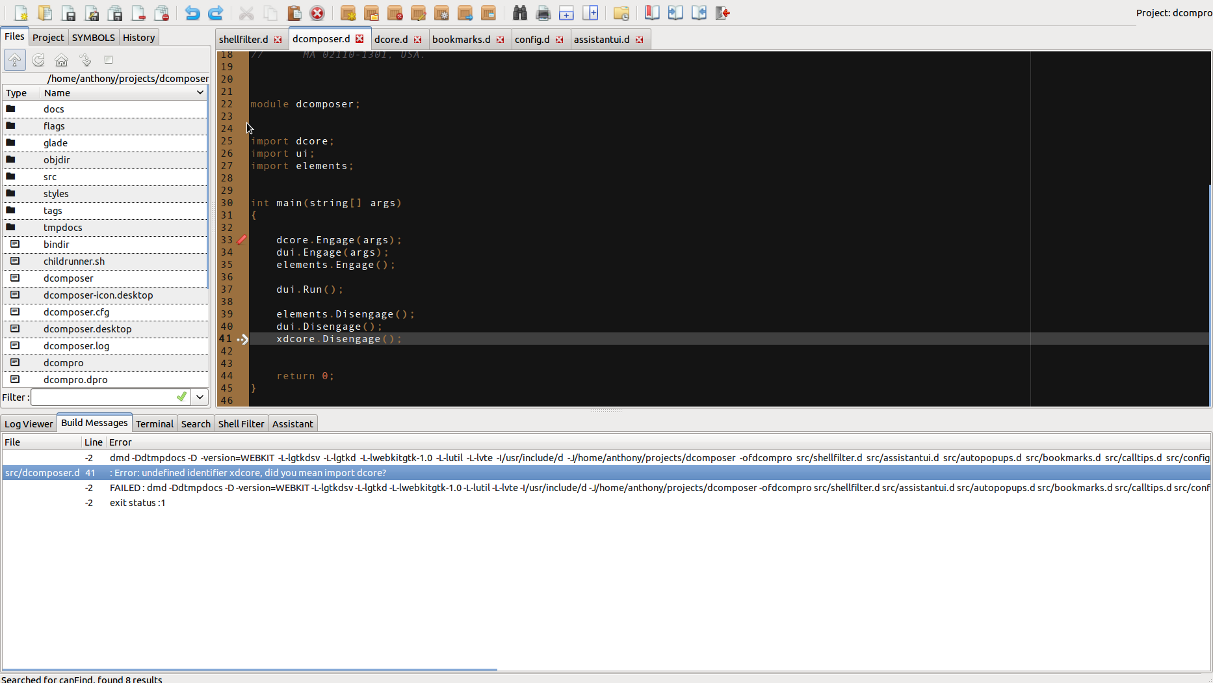 Project: dcompro
Files Project SYMBOLS History
shellfilter.d dcomposer.d dcore.d bookmarks.d config.d assistantui.d
/home/anthony/projects/dcomposer
Type Name
docs
flags
glade
objdir
src
styles
tags
tmpdocs
bindir
childrunner.sh
dcomposer
dcomposer-icon.desktop
dcomposer.cfg
dcomposer.desktop
dcomposer.log
dcompro
dcompro.dpro
Filter :
18 // MA 02110-1301, USA.
19
20
21
22 module dcomposer;
23
24
25 import dcore;
26 import ui;
27 import elements;
28
29
30 int main(string[] args)
31 {
32
33 dcore.Engage(args);
34 dui.Engage(args);
35 elements.Engage();
36
37 dui.Run();
38
39 elements.Disengage();
40 dui.Disengage();
41 xdcore.Disengage();
42
43
44 return 0;
45 }
46
Log Viewer Build Messages Terminal Search Shell Filter Assistant
File Line Error
-2 dmd -Ddtmpdocs -D -version=WEBKIT -L-lgtkdsv -L-lgtkd -L-lwebkitgtk-1.0 -L-lutil -L-lvte -I/usr/include/d -J/home/anthony/projects/dcomposer -ofdcompro src/shellfilter.d src/assistantui.d src/autopopups.d src/bookmarks.d src/calltips.d src/config
src/dcomposer.d 41 : Error: undefined identifier xdcore, did you mean import dcore?
-2 FAILED : dmd -Ddtmpdocs -D -version=WEBKIT -L-lgtkdsv -L-lgtkd -L-lwebkitgtk-1.0 -L-lutil -L-lvte -I/usr/include/d -J/home/anthony/projects/dcomposer -ofdcompro src/shellfilter.d src/assistantui.d src/autopopups.d src/bookmarks.d src/calltips.d src/conf
-2 exit status :1
Searched for canFind, found 8 results